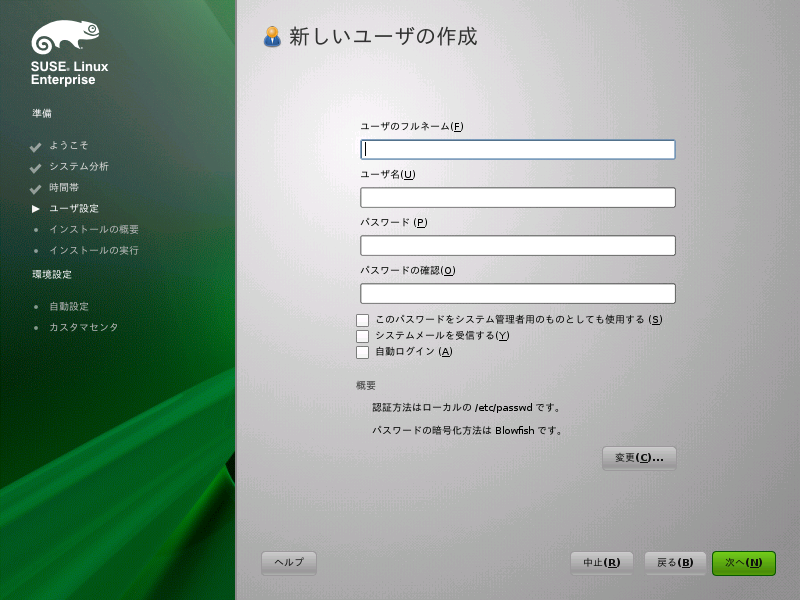 SUSE® Linux
Enterprise
準備
ようこそ
システム分析
時間帯
ユーザ設定
インストールの概要
インストールの実行
環境設定
自動設定
カスタマセンタ
新しいユーザの作成
ユーザのフルネーム(F)
ユーザ名(U)
パスワード (P)
パスワードの確認(O)
このパスワードをシステム管理者用のものとしても使用する (S)
システムメールを受信する(Y)
自動ログイン (A)
概要
認証方法はローカルの /etc/passwd です。
パスワードの暗号化方法は Blowfish です。
変更(C)...
ヘルプ
中止(R)
戻る(B)
次へ(N)